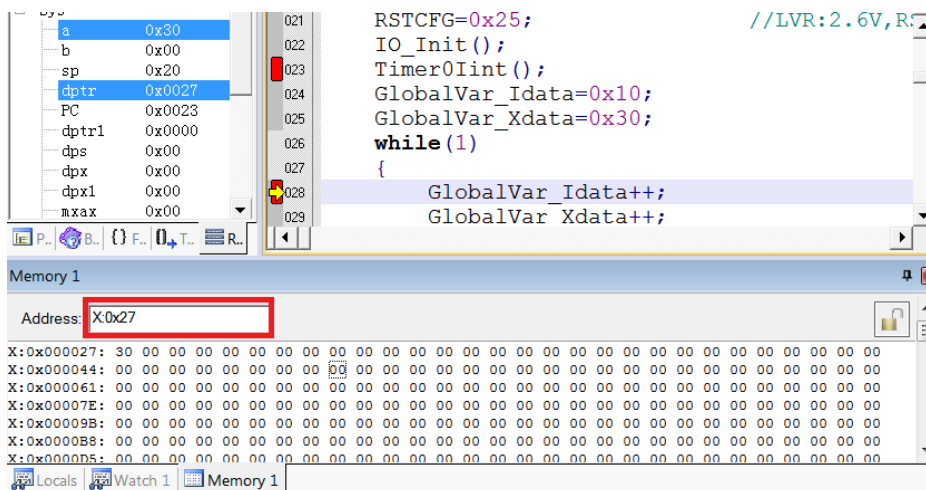 Sys
a 0x30
b 0x00
sp 0x20
dptr 0x0027
PC 0x0023
dptr1 0x0000
dps 0x00
dpx 0x00
dpx1 0x00
mxax 0x00
P.. B.. {} F.. T.. R..
021 RSTCFG=0x25; //LVR:2.6V,RS
022 IO_Init();
023 Timer0Iint();
024 GlobalVar_Idata=0x10;
025 GlobalVar_Xdata=0x30;
026 while(1)
027 {
028 GlobalVar_Idata++;
029 GlobalVar_Xdata++;
Memory 1
Address: X:0x27
X:0x000027: 30 00 00 00 00 00 00 00 00 00 00 00 00 00 00 00 00 00 00 00 00 00 00 00 00 00 00 00 00
X:0x000044: 00 00 00 00 00 00 00 00 00 00 00 00 00 00 00 00 00 00 00 00 00 00 00 00 00 00 00 00 00
X:0x000061: 00 00 00 00 00 00 00 00 00 00 00 00 00 00 00 00 00 00 00 00 00 00 00 00 00 00 00 00 00
X:0x00007E: 00 00 00 00 00 00 00 00 00 00 00 00 00 00 00 00 00 00 00 00 00 00 00 00 00 00 00 00 00
X:0x00009B: 00 00 00 00 00 00 00 00 00 00 00 00 00 00 00 00 00 00 00 00 00 00 00 00 00 00 00 00 00
X:0x0000B8: 00 00 00 00 00 00 00 00 00 00 00 00 00 00 00 00 00 00 00 00 00 00 00 00 00 00 00 00 00
X:0x0000D5: 00 00 00 00 00 00 00 00 00 00 00 00 00 00 00 00 00 00 00 00 00 00 00 00 00 00 00 00 00
Locals Watch 1 Memory 1